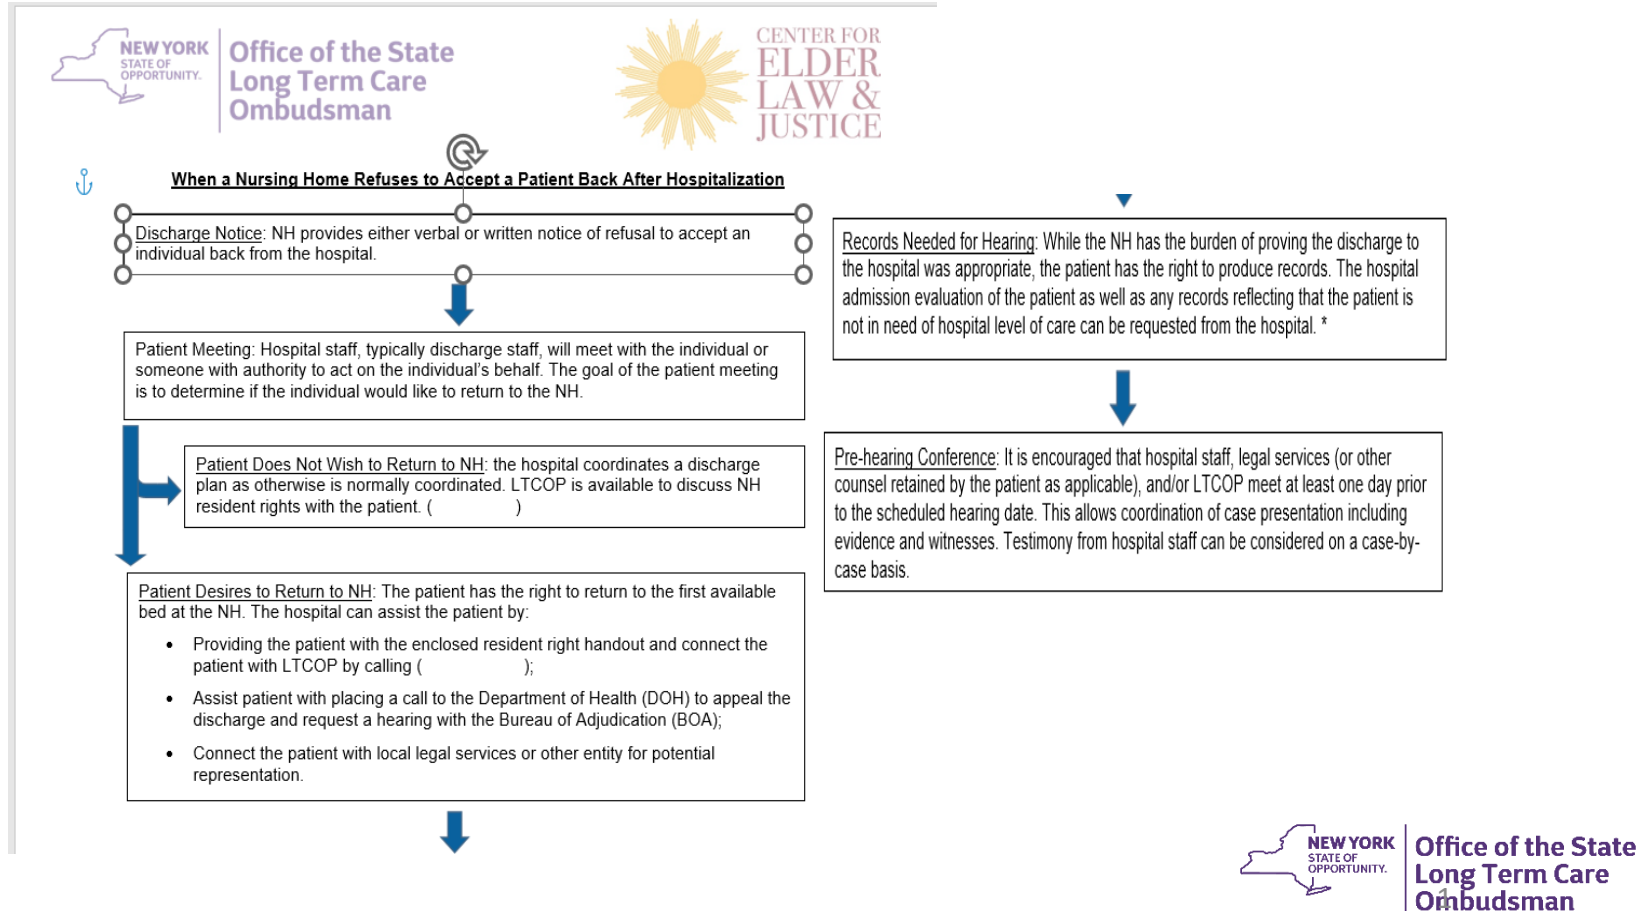 NEW YORK
STATE OF
OPPORTUNITY.
Office of the State
Long Term Care
Ombudsman
CENTER FOR
ELDER
LAW &
JUSTICE
When a Nursing Home Refuses to Accept a Patient Back After Hospitalization
Discharge Notice: NH provides either verbal or written notice of refusal to accept an
individual back from the hospital.
Patient Meeting: Hospital staff, typically discharge staff, will meet with the individual or
someone with authority to act on the individual's behalf. The goal of the patient meeting
is to determine if the individual would like to return to the NH.
Patient Does Not Wish to Return to NH: the hospital coordinates a discharge
plan as otherwise is normally coordinated. LTCOP is available to discuss NH
resident rights with the patient. ( )
Patient Desires to Return to NH: The patient has the right to return to the first available
bed at the NH. The hospital can assist the patient by:
• Providing the patient with the enclosed resident right handout and connect the
patient with LTCOP by calling ( );
• Assist patient with placing a call to the Department of Health (DOH) to appeal the
discharge and request a hearing with the Bureau of Adjudication (BOA);
• Connect the patient with local legal services or other entity for potential
representation.
Records Needed for Hearing: While the NH has the burden of proving the discharge to
the hospital was appropriate, the patient has the right to produce records. The hospital
admission evaluation of the patient as well as any records reflecting that the patient is
not in need of hospital level of care can be requested from the hospital. *
Pre-hearing Conference: It is encouraged that hospital staff, legal services (or other
counsel retained by the patient as applicable), and/or LTCOP meet at least one day prior
to the scheduled hearing date. This allows coordination of case presentation including
evidence and witnesses. Testimony from hospital staff can be considered on a case-by-
case basis.
NEW YORK
STATE OF
OPPORTUNITY.
Office of the State
Long Term Care
Ombudsman
1